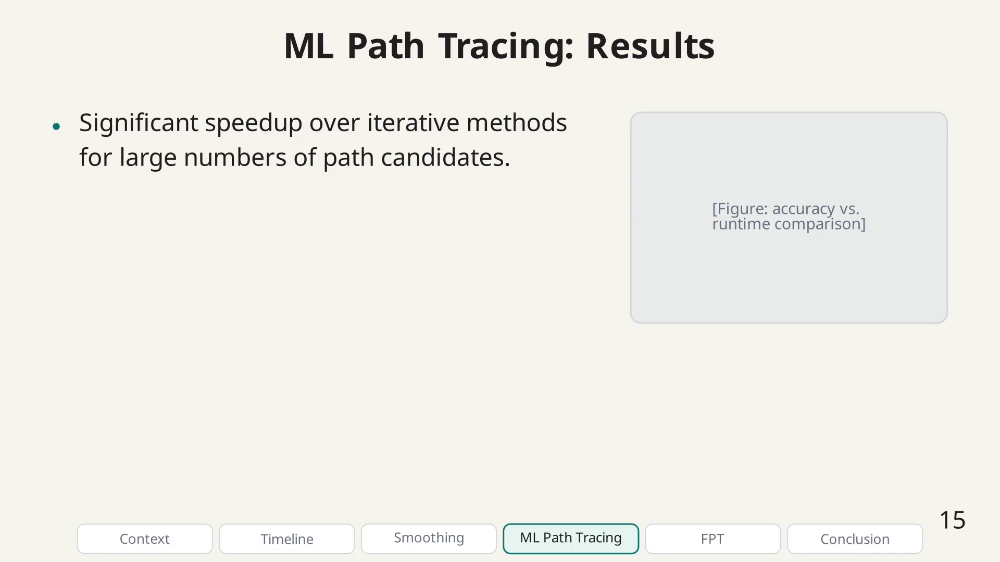 ML Path Tracing: Results
• Significant speedup over iterative methods
for large numbers of path candidates.
[Figure: accuracy vs.
runtime comparison]
15
Context
Timeline
Smoothing
ML Path Tracing
FPT
Conclusion